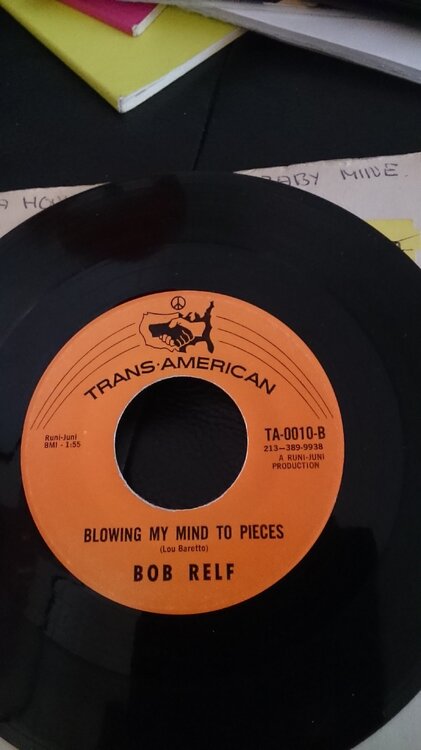 BABY MINE
TRANS-AMERICAN
Runi-Juni
BMI - 1:55
TA-0010-B
213-389-9938
A RUNI-JUNI
PRODUCTION
BLOWING MY MIND TO PIECES
(Lou Baretto)
BOB RELF